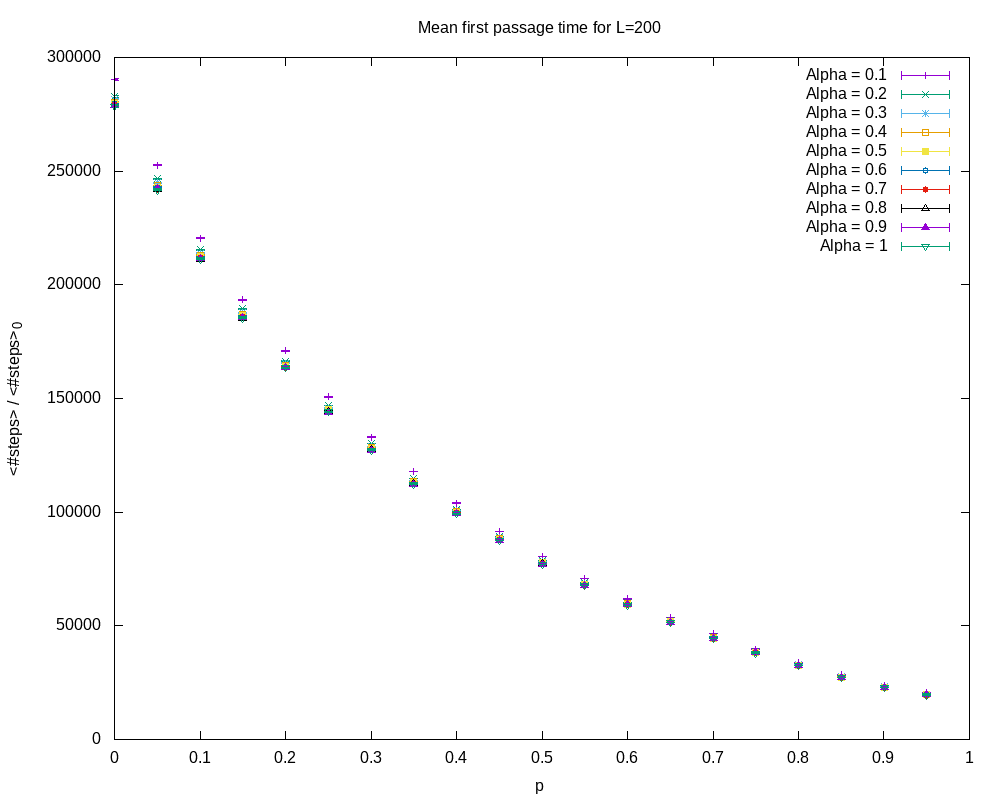 Mean first passage time for L=200
300000
250000
200000
150000
100000
50000
0
<#steps> / <#steps>0
0 0.1 0.2 0.3 0.4 0.5 0.6 0.7 0.8 0.9 1
p
Alpha = 0.1
Alpha = 0.2
Alpha = 0.3
Alpha = 0.4
Alpha = 0.5
Alpha = 0.6
Alpha = 0.7
Alpha = 0.8
Alpha = 0.9
Alpha = 1